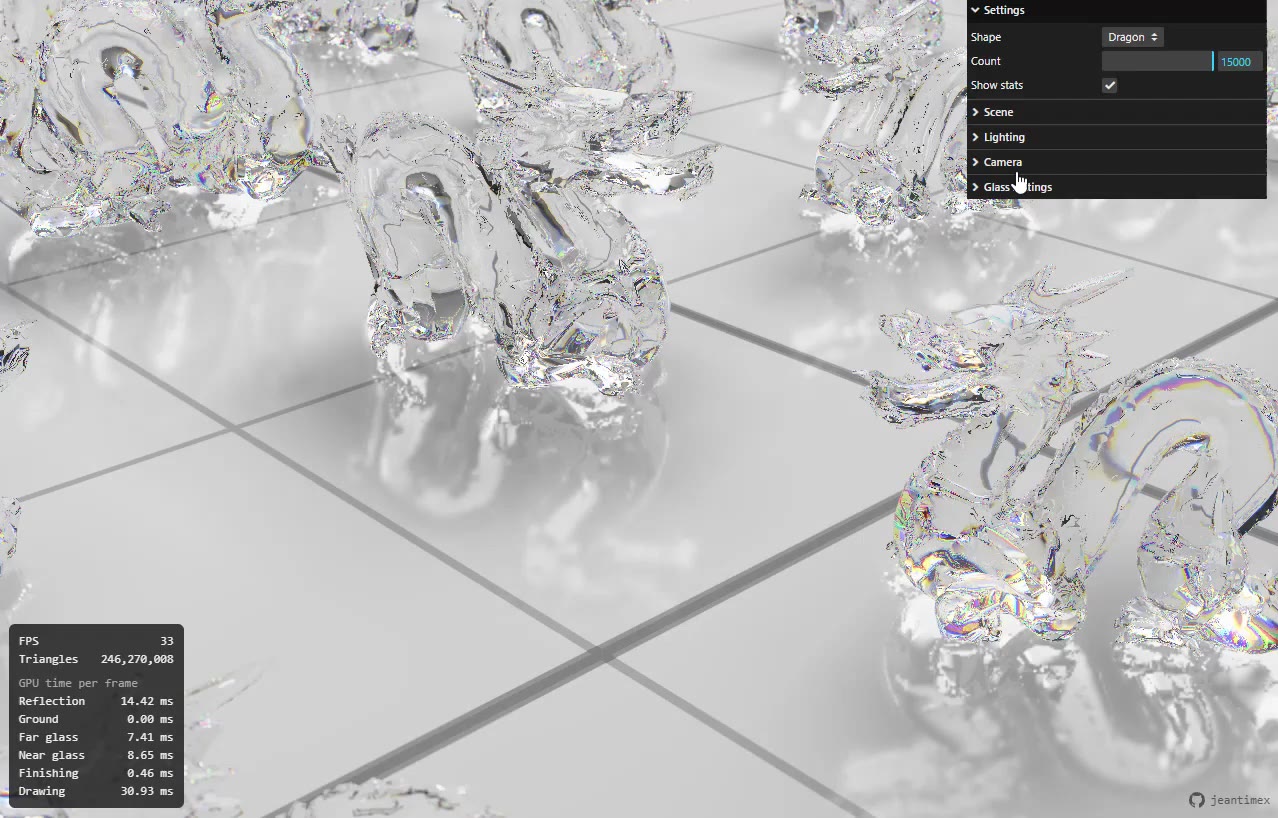 Settings
Shape Dragon
Count 15000
Show stats
Scene
Lighting
Camera
Glass settings
FPS 33
Triangles 246,270,008
GPU time per frame
Reflection 14.42 ms
Ground 0.00 ms
Far glass 7.41 ms
Near glass 8.65 ms
Finishing 0.46 ms
Drawing 30.93 ms
jeantimex